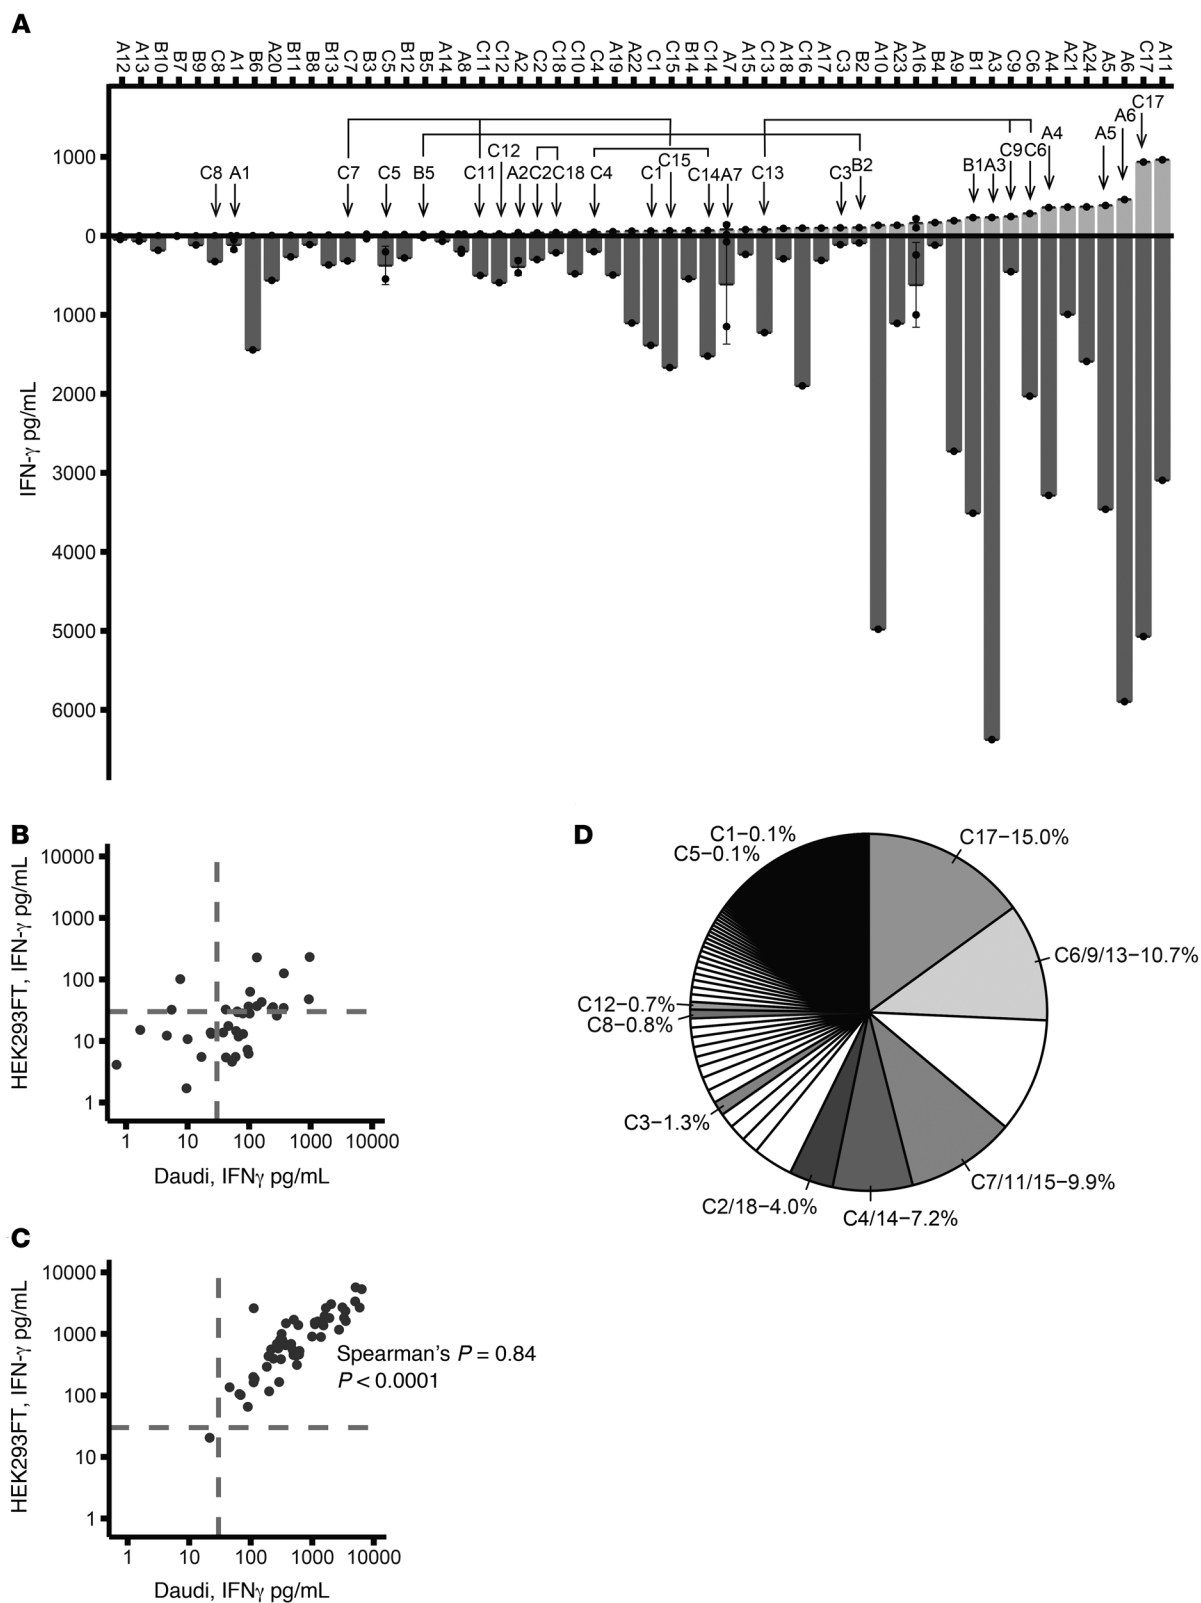 A
A12 A13 B10 B7 B9 C8 A1 B6 A20 B11 B8 B13 C7 B3 C5 B12 B5 A14 A8 C11 C12 A2 C2 C18 C10 C4 A19 A22 C1 C15 B14 C14 A7 A15 C13 A18 C16 A17 C3 B2 A10 A23 A16 B4 A9 B1 A3 C9 C6 A4 A21 A24 A5 A6 C17 A11
C17
A6
A4 A5
C12 C9 C6
C15 B2 B1 A3
C8 A1 C7 C5 B5 C11 A2 C2 C18 C4 C1 C14 A7 C13 C3
1000
0
1000
2000
3000
4000
5000
6000
IFN-γ pg/mL
B
10000
1000
100
10
1
HEK293FT, IFN-γ pg/mL
1 10 100 1000 10000
Daudi, IFNγ pg/mL
C
10000
1000
100
10
1
HEK293FT, IFN-γ pg/mL
Spearman's P = 0.84
P < 0.0001
1 10 100 1000 10000
Daudi, IFNγ pg/mL
D
C1−0.1%
C5−0.1%
C17−15.0%
C6/9/13−10.7%
C12−0.7%
C8−0.8%
C3−1.3%
C7/11/15−9.9%
C2/18−4.0%
C4/14−7.2%